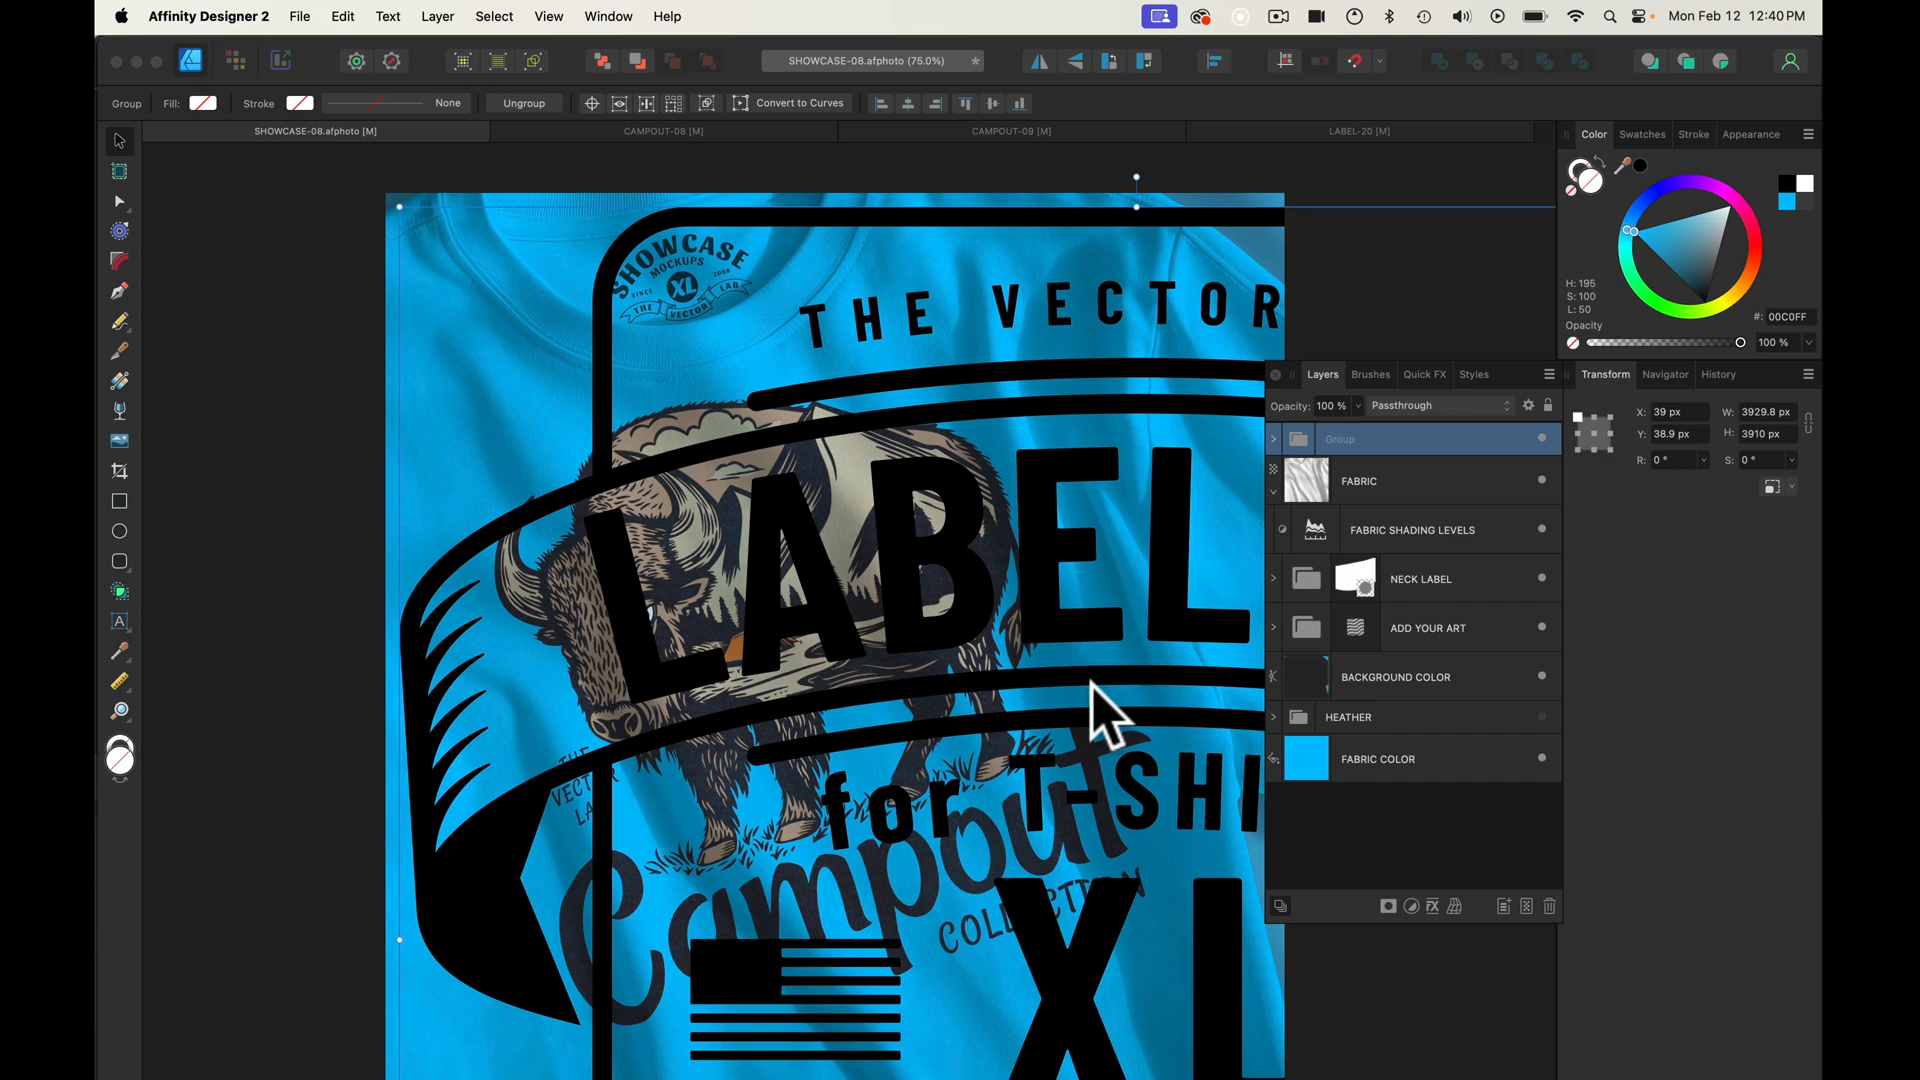 Affinity Designer 2 File Edit Text Layer Select View Window Help
Mon Feb 12 12:40 PM
SHOWCASE-08.afphoto (75.0%) *
Group Fill: Stroke None Ungroup Convert to Curves
SHOWCASE-08.afphoto [M] CAMPOUT-08 [M] CAMPOUT-09 [M] LABEL-20 [M]
Color Swatches Stroke Appearance
H: 195
S: 100
L: 50
#: 00C0FF
Opacity
100 %
SHOWCASE
MOCKUPS
SINCE XL 2008
THE VECTOR LAB
THE VECTOR
LABEL
for T-SHI
XL
THE
VECTOR
LA
Campout
COLLECTION
Layers Brushes Quick FX Styles
Opacity: 100 % Passthrough
Group
FABRIC
FABRIC SHADING LEVELS
NECK LABEL
ADD YOUR ART
BACKGROUND COLOR
HEATHER
FABRIC COLOR
Transform Navigator History
X: 39 px W: 3929.8 px
Y: 38.9 px H: 3910 px
R: 0 ° S: 0 °